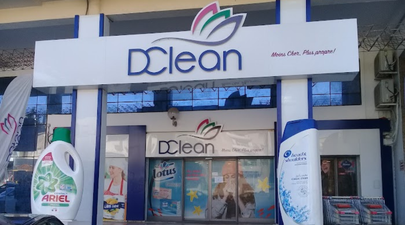 DClean
Moins Cher, Plus propre!
DClean
Lotus
ARIEL
head & shoulders